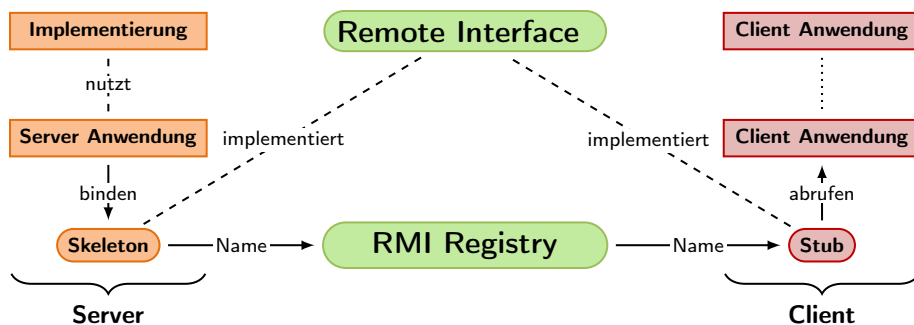 Implementierung
Remote Interface
Client Anwendung
nutzt
Server Anwendung
implementiert
implementiert
Client Anwendung
binden
abrufen
Skeleton
Name
RMI Registry
Name
Stub
Server
Client